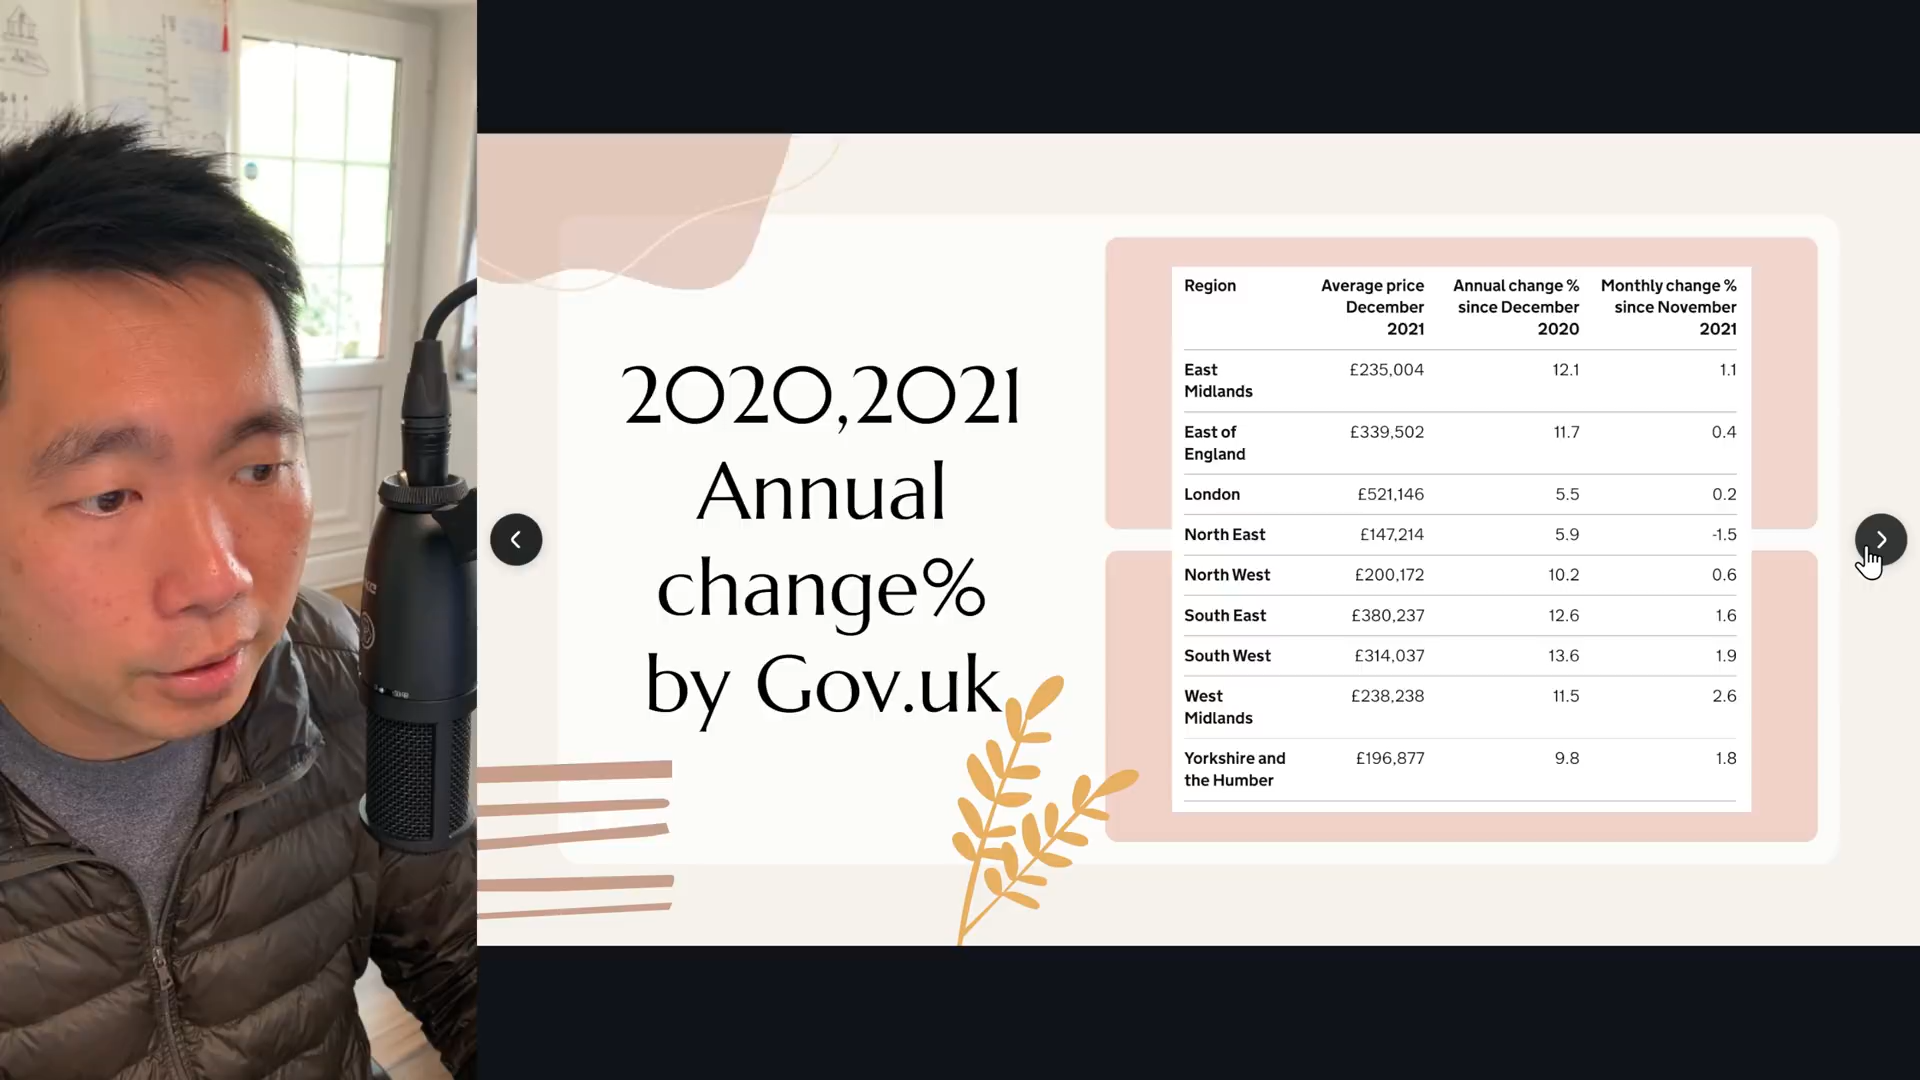 2020,2021
Annual
change%
by Gov.uk
Region
Average price
December
2021
Annual change %
since December
2020
Monthly change %
since November
2021
East
Midlands
£235,004
12.1
1.1
East of
England
£339,502
11.7
0.4
London £521,146 5.5 0.2
North East £147,214 5.9 -1.5
North West £200,172 10.2 0.6
South East £380,237 12.6 1.6
South West £314,037 13.6 1.9
West
Midlands
£238,238
11.5
2.6
Yorkshire and
the Humber
£196,877
9.8
1.8